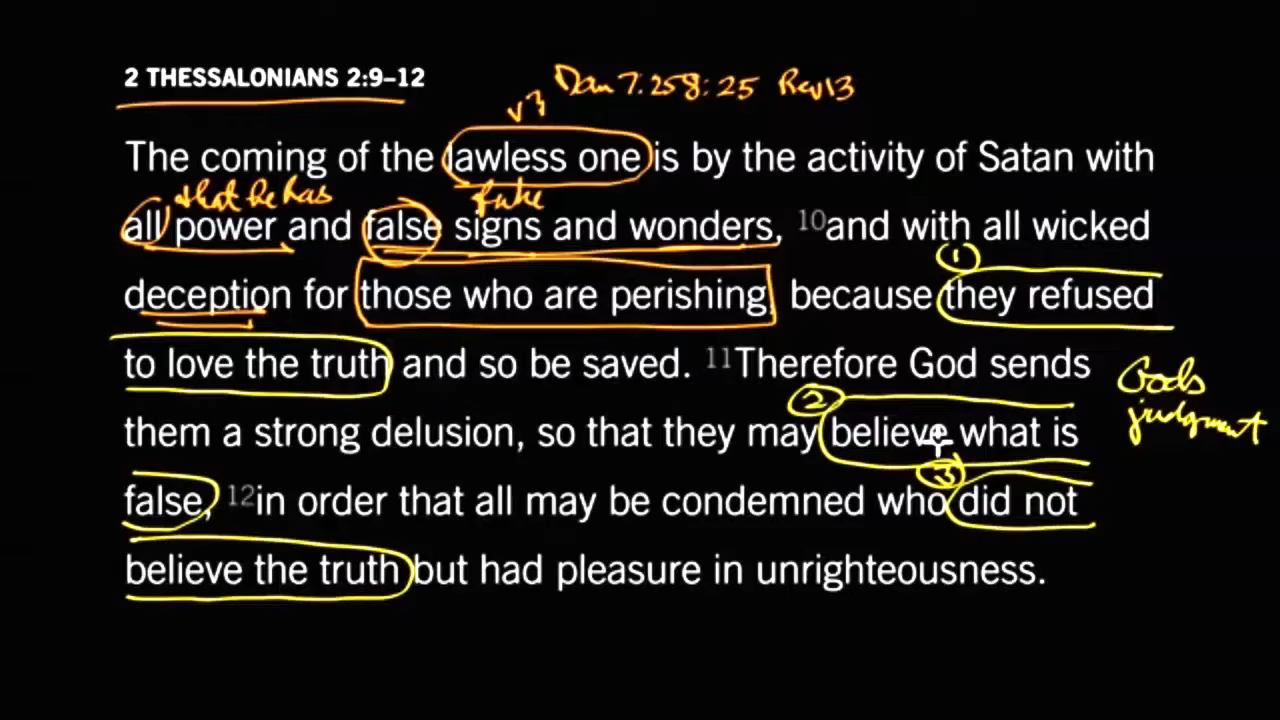 2 THESSALONIANS 2:9–12
Dan 7:25 8:25 Rev 13
v3
The coming of the lawless one is by the activity of Satan with
that he has
fake
all power and false signs and wonders, 10and with all wicked
1
deception for those who are perishing, because they refused
to love the truth and so be saved. 11Therefore God sends
Gods
judgment
2
them a strong delusion, so that they may believe what is
3
false, 12in order that all may be condemned who did not
believe the truth but had pleasure in unrighteousness.